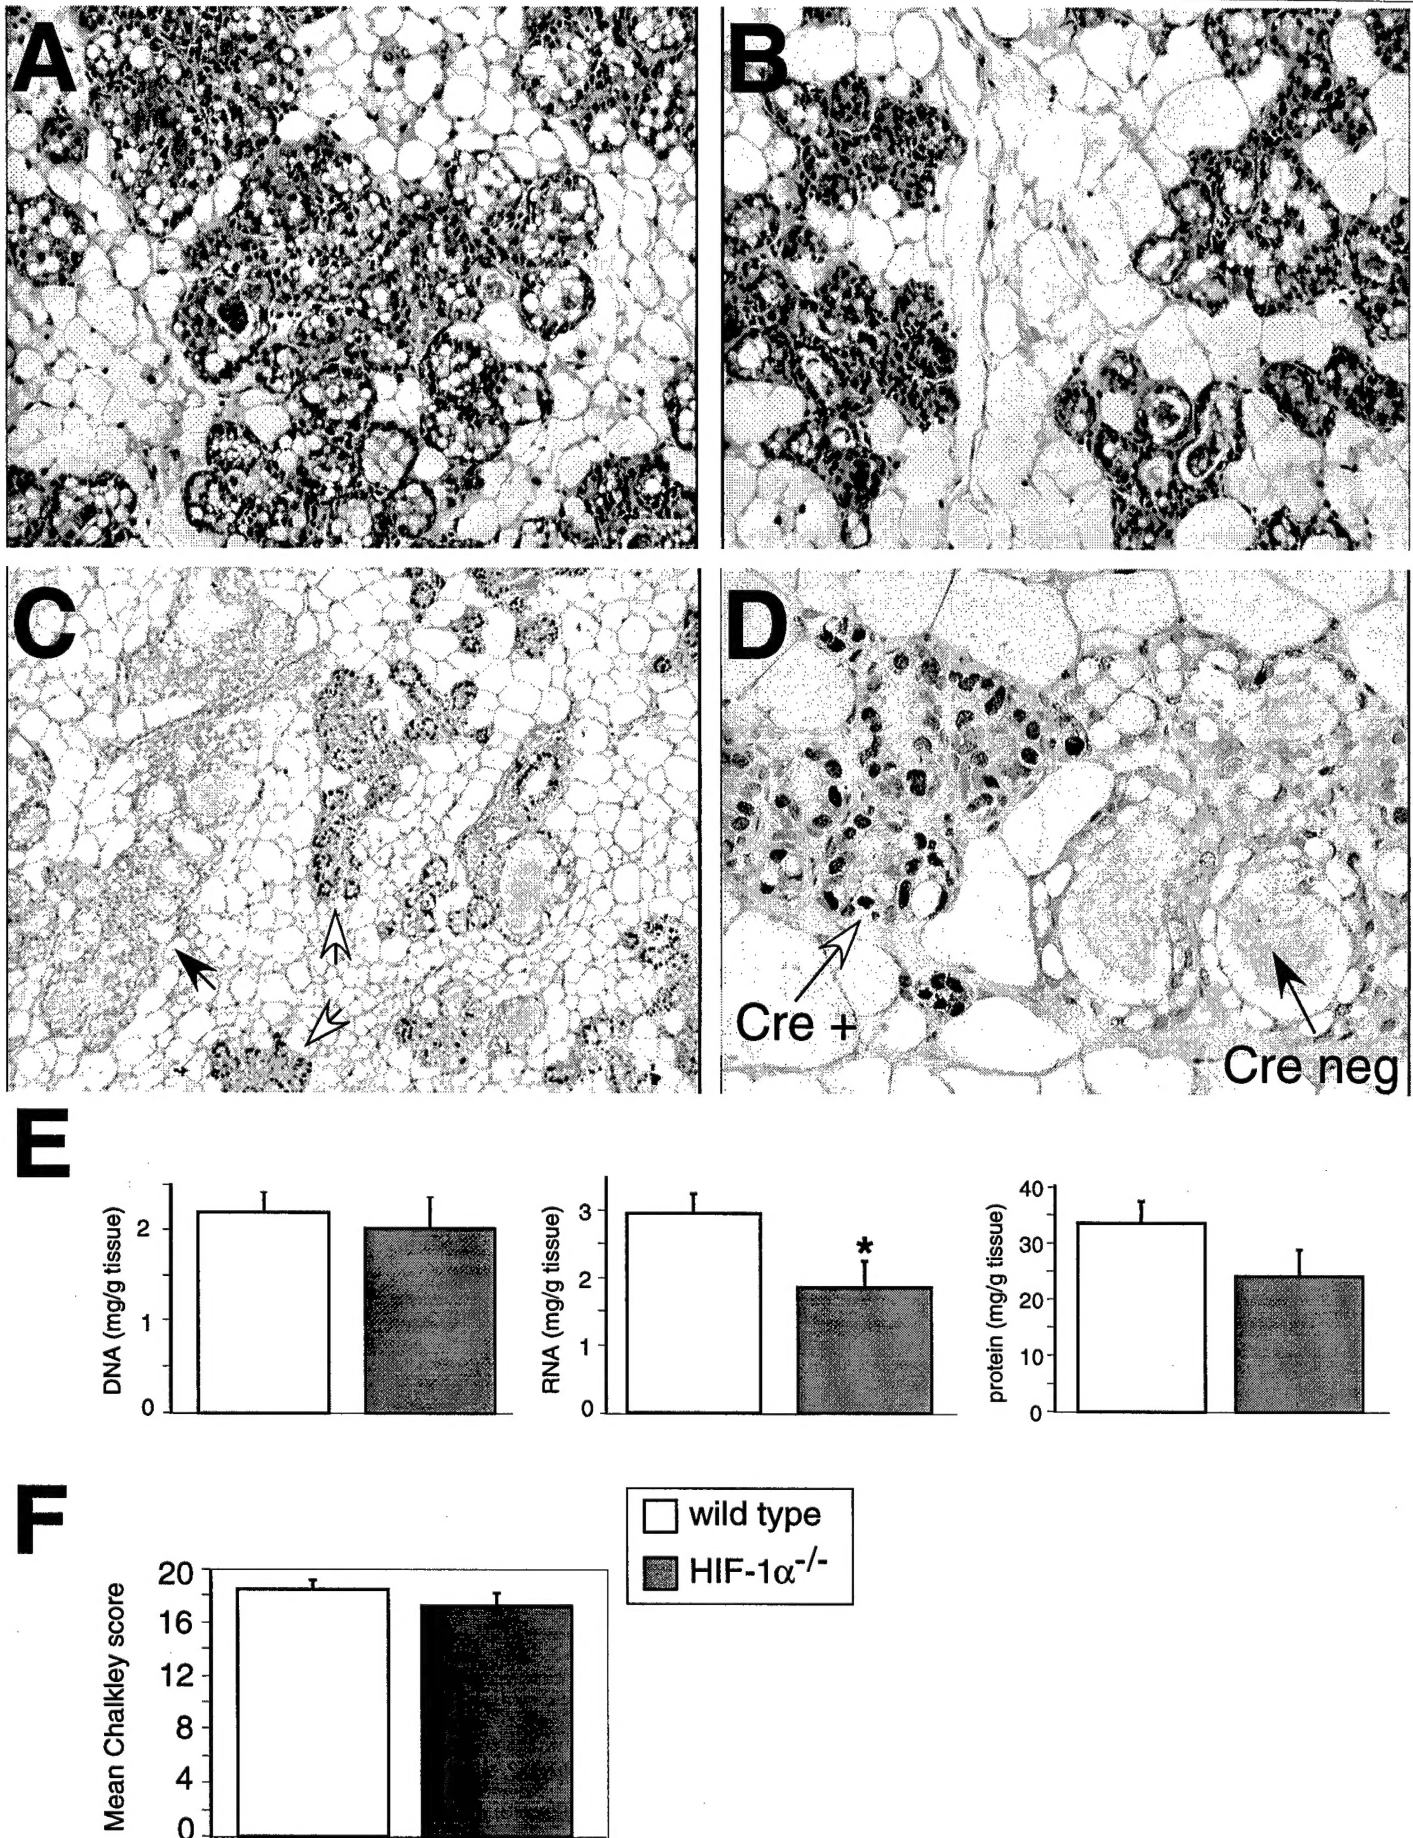 A
B
C
D
Cre +
Cre neg
E
DNA (mg/g tissue)
2
1
0
RNA (mg/g tissue)
3
2
1
0
*
protein (mg/g tissue)
40
30
20
10
0
F
wild type
HIF-1α-/-
Mean Chalkley score
20
16
12
8
4
0